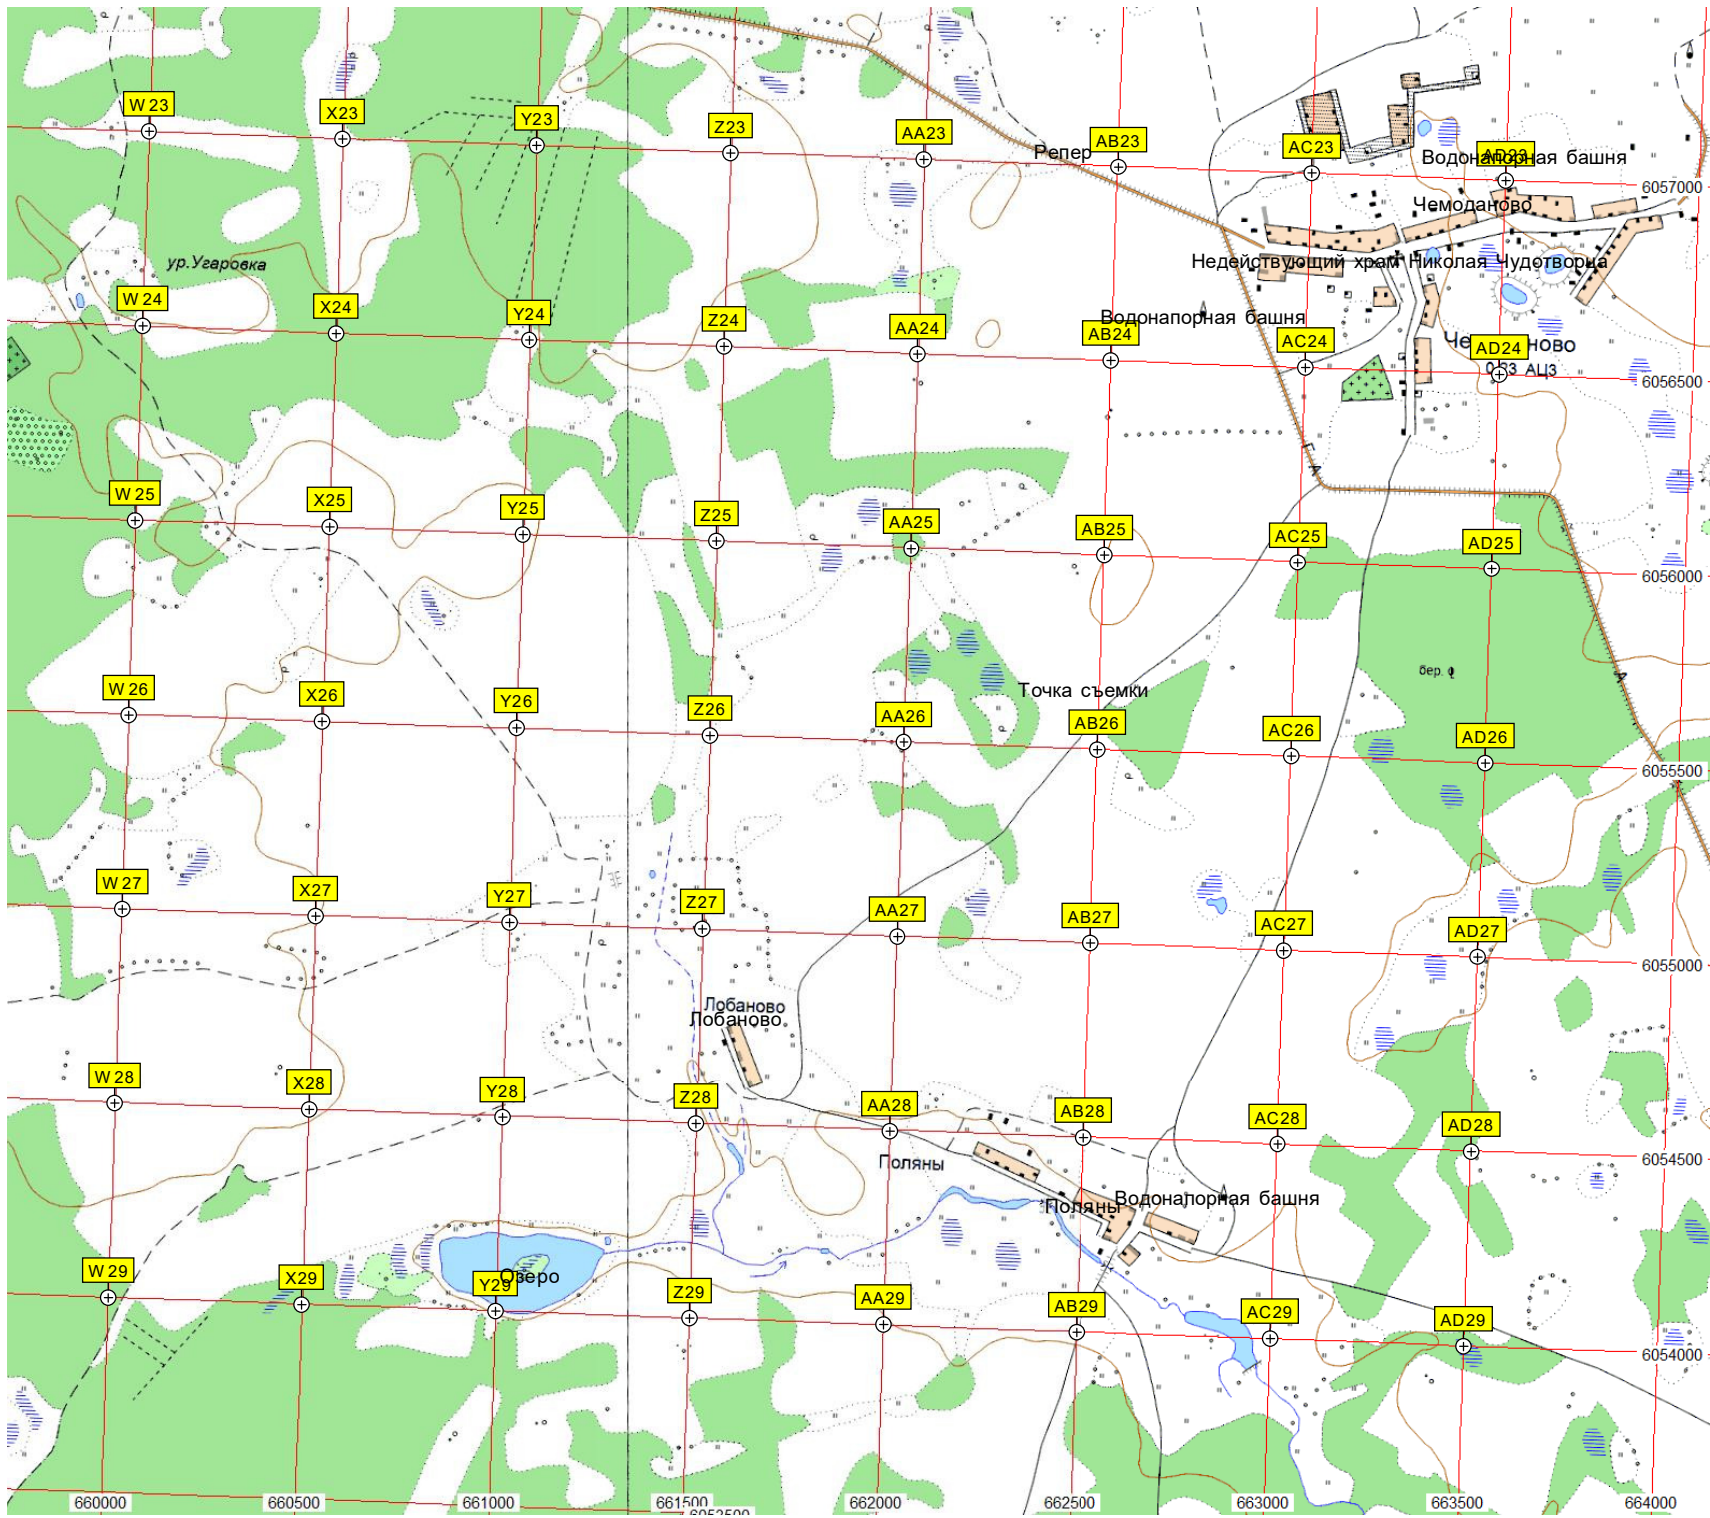 W 23
X23
Y23
Z23
AA23
Репер
AB23
AC23
AD23
Водонапорная башня
6057000
Чемоданово
ур.Угаровка
Недействующий храм Николая Чудотворца
W 24
X24
Y24
Z24
AA24
Водонапорная башня
AB24
AC24
AD24
0.53 АЦЗ
6056500
W 25
X25
Y25
Z25
AA25
AB25
AC25
AD25
6056000
бер.
W 26
X26
Y26
Z26
AA26
Точка съемки
AB26
AC26
AD26
6055500
W 27
X27
Y27
Z27
AA27
AB27
AC27
AD27
6055000
Лобаново
Лобаново
W 28
X28
Y28
Z28
AA28
AB28
AC28
AD28
6054500
Поляны
Поляны
Водонапорная башня
W 29
X29
Y29
Озеро
Z29
AA29
AB29
AC29
AD29
6054000
660000
660500
661000
661500
662000
662500
663000
663500
664000